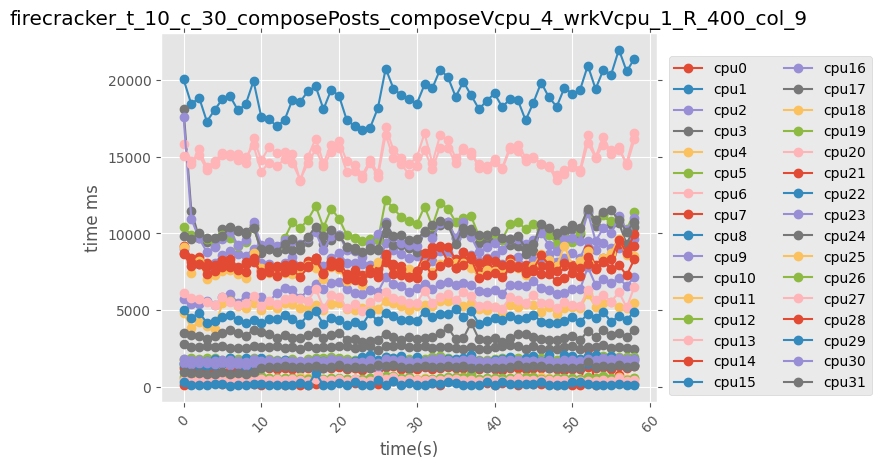 firecracker_t_10_c_30_composePosts_composeVcpu_4_wrkVcpu_1_R_400_col_9
20000
15000
10000
5000
0
time ms
0 10 20 30 40 50 60
time(s)
cpu0 cpu16
cpu1 cpu17
cpu2 cpu18
cpu3 cpu19
cpu4 cpu20
cpu5 cpu21
cpu6 cpu22
cpu7 cpu23
cpu8 cpu24
cpu9 cpu25
cpu10 cpu26
cpu11 cpu27
cpu12 cpu28
cpu13 cpu29
cpu14 cpu30
cpu15 cpu31